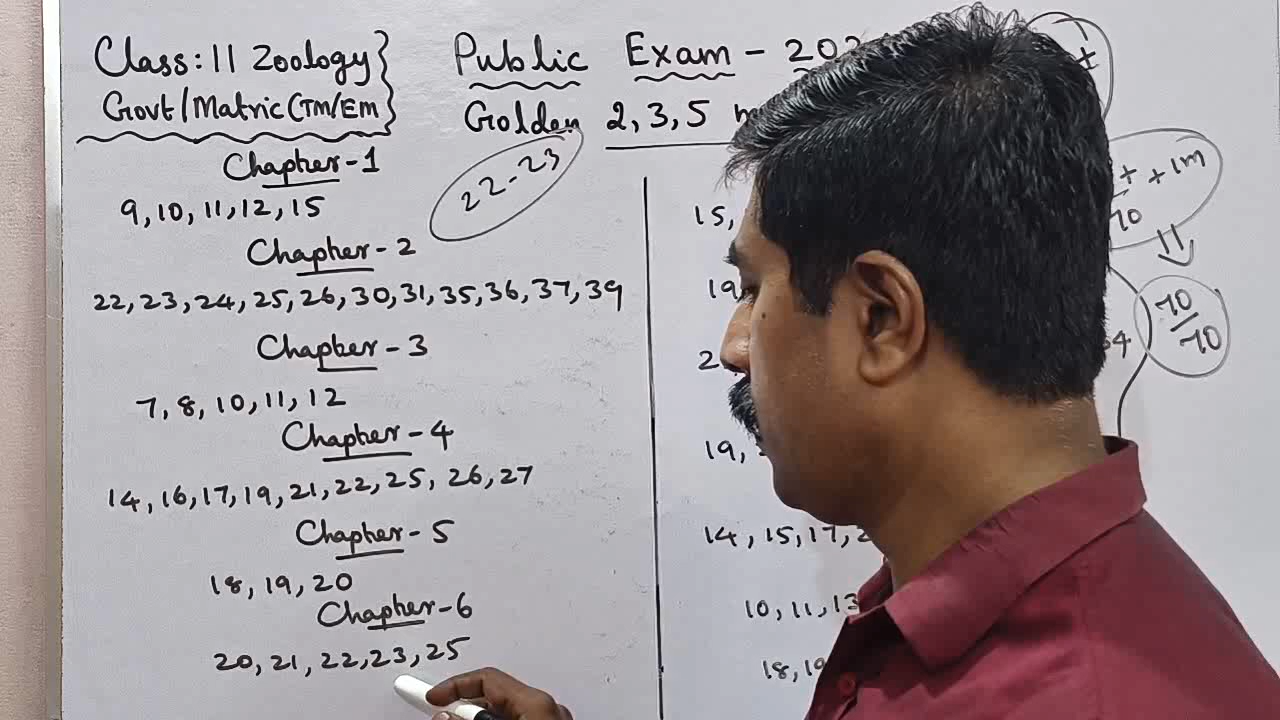 Class: 11 Zoology
Govt/Matric (TM/EM
Public Exam - 202
Golden 2, 3, 5
22-23
Chapter-1
9, 10, 11, 12, 15
Chapter-2
22, 23, 24, 25, 26, 30, 31, 35, 36, 37, 39
Chapter-3
7, 8, 10, 11, 12
Chapter-4
14, 16, 17, 19, 21, 22, 25, 26, 27
Chapter-5
18, 19, 20
Chapter-6
20, 21, 22, 23, 25
15,
19,
19,
14, 15, 17,
10, 11, 13
18, 19
+ 1m
70
70